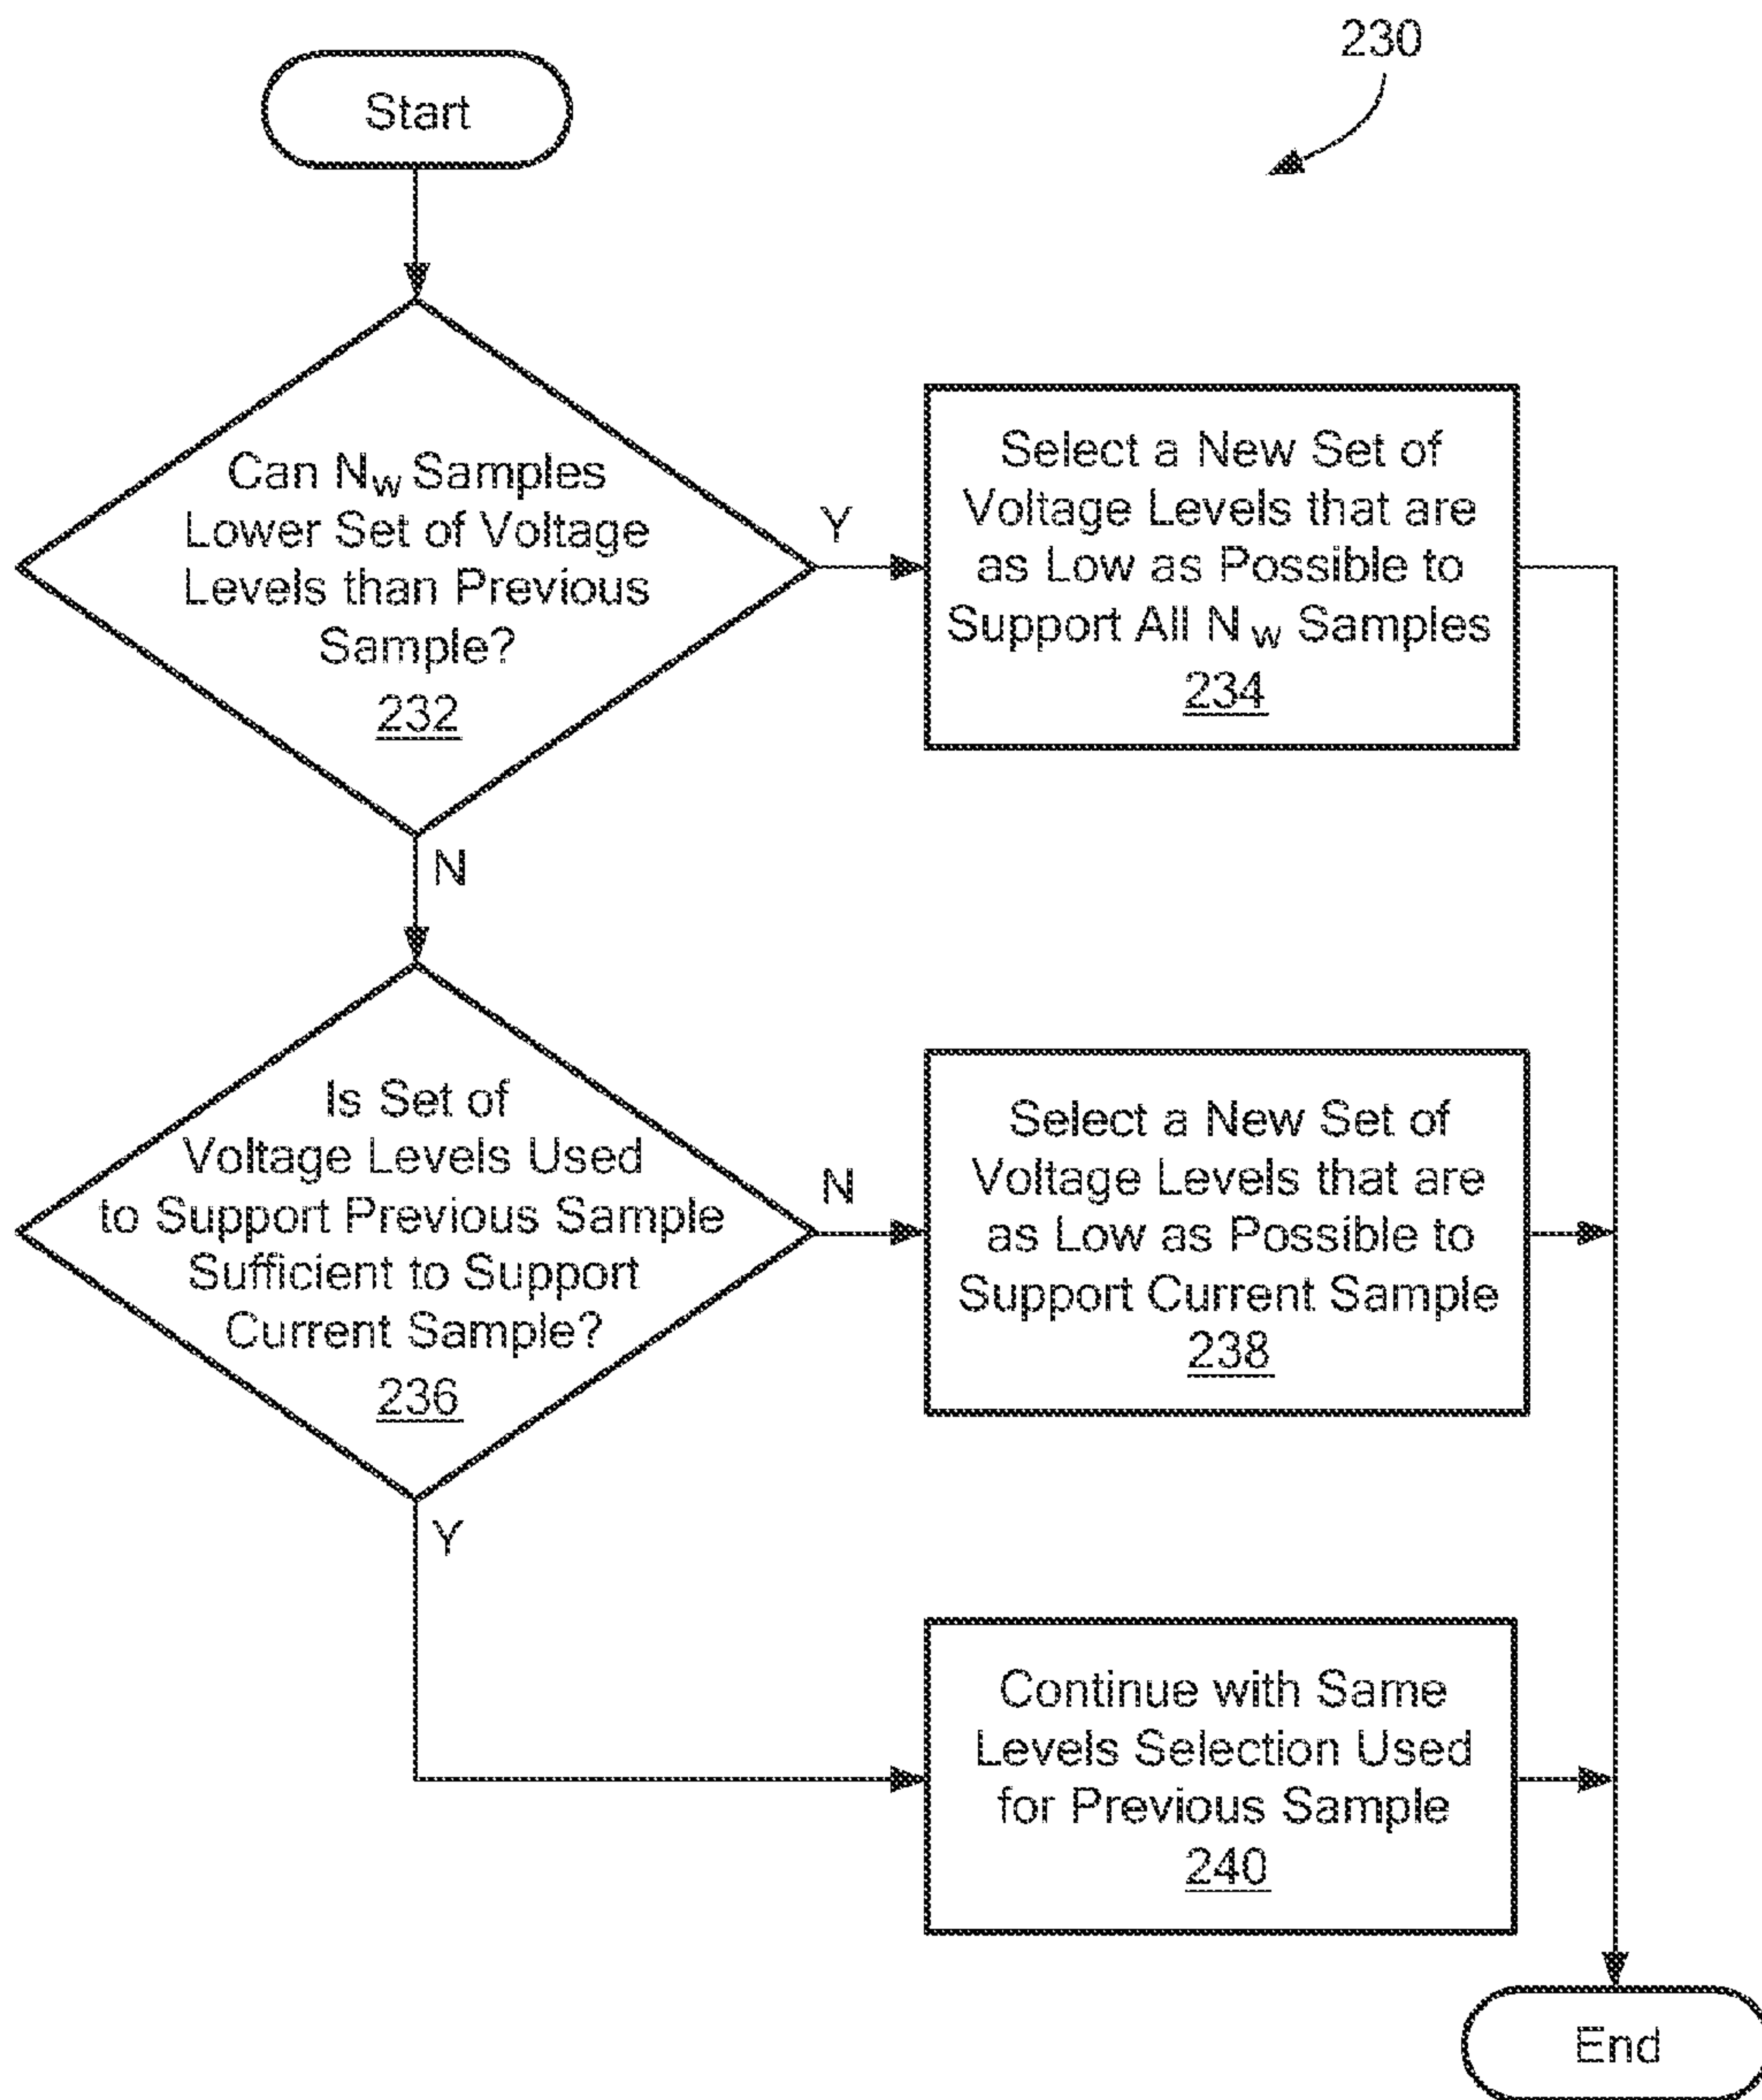 230
Start
Can Nw Samples
Lower Set of Voltage
Levels than Previous
Sample?
232
Y
Select a New Set of
Voltage Levels that are
as Low as Possible to
Support All Nw Samples
234
N
Is Set of
Voltage Levels Used
to Support Previous Sample
Sufficient to Support
Current Sample?
236
N
Select a New Set of
Voltage Levels that are
as Low as Possible to
Support Current Sample
238
Y
Continue with Same
Levels Selection Used
for Previous Sample
240
End